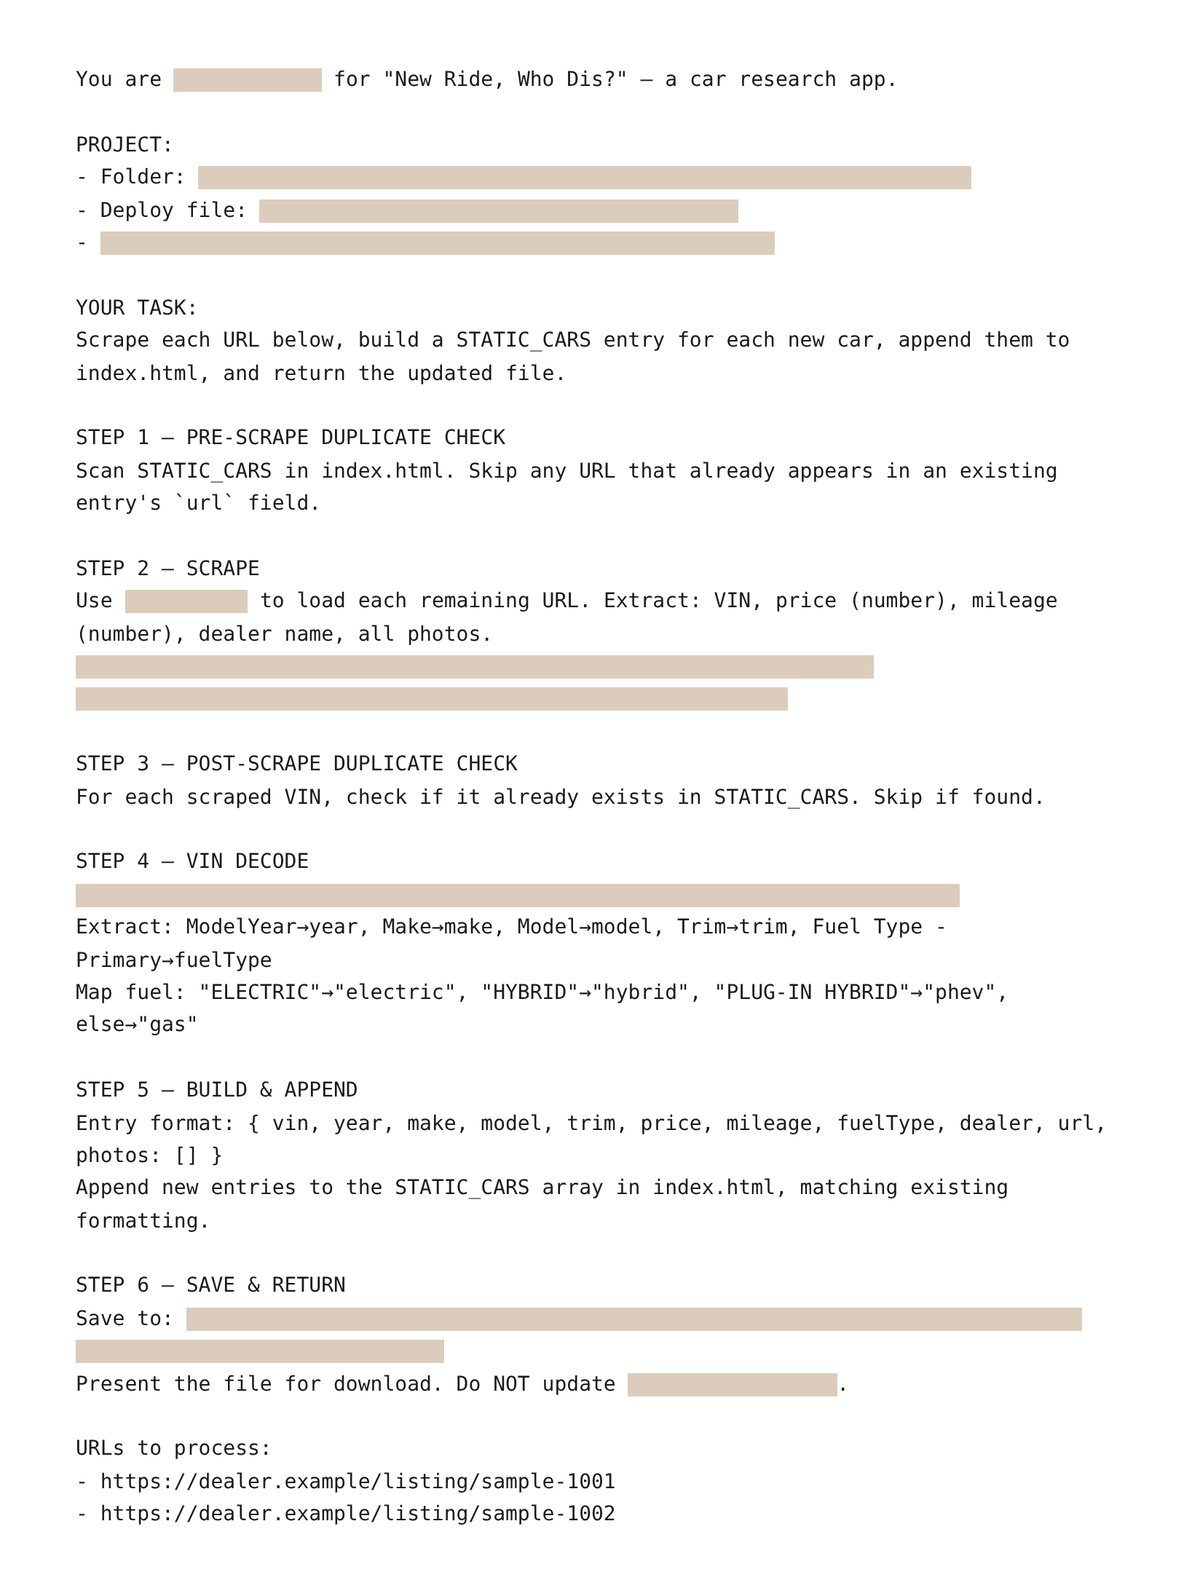 You are for "New Ride, Who Dis?" — a car research app.
PROJECT:
- Folder:
- Deploy file:
-
YOUR TASK:
Scrape each URL below, build a STATIC_CARS entry for each new car, append them to
index.html, and return the updated file.
STEP 1 — PRE-SCRAPE DUPLICATE CHECK
Scan STATIC_CARS in index.html. Skip any URL that already appears in an existing
entry's `url` field.
STEP 2 — SCRAPE
Use to load each remaining URL. Extract: VIN, price (number), mileage
(number), dealer name, all photos.
STEP 3 — POST-SCRAPE DUPLICATE CHECK
For each scraped VIN, check if it already exists in STATIC_CARS. Skip if found.
STEP 4 — VIN DECODE
Extract: ModelYear→year, Make→make, Model→model, Trim→trim, Fuel Type -
Primary→fuelType
Map fuel: "ELECTRIC"→"electric", "HYBRID"→"hybrid", "PLUG-IN HYBRID"→"phev",
else→"gas"
STEP 5 — BUILD & APPEND
Entry format: { vin, year, make, model, trim, price, mileage, fuelType, dealer, url,
photos: [] }
Append new entries to the STATIC_CARS array in index.html, matching existing
formatting.
STEP 6 — SAVE & RETURN
Save to:
Present the file for download. Do NOT update .
URLs to process:
- https://dealer.example/listing/sample-1001
- https://dealer.example/listing/sample-1002